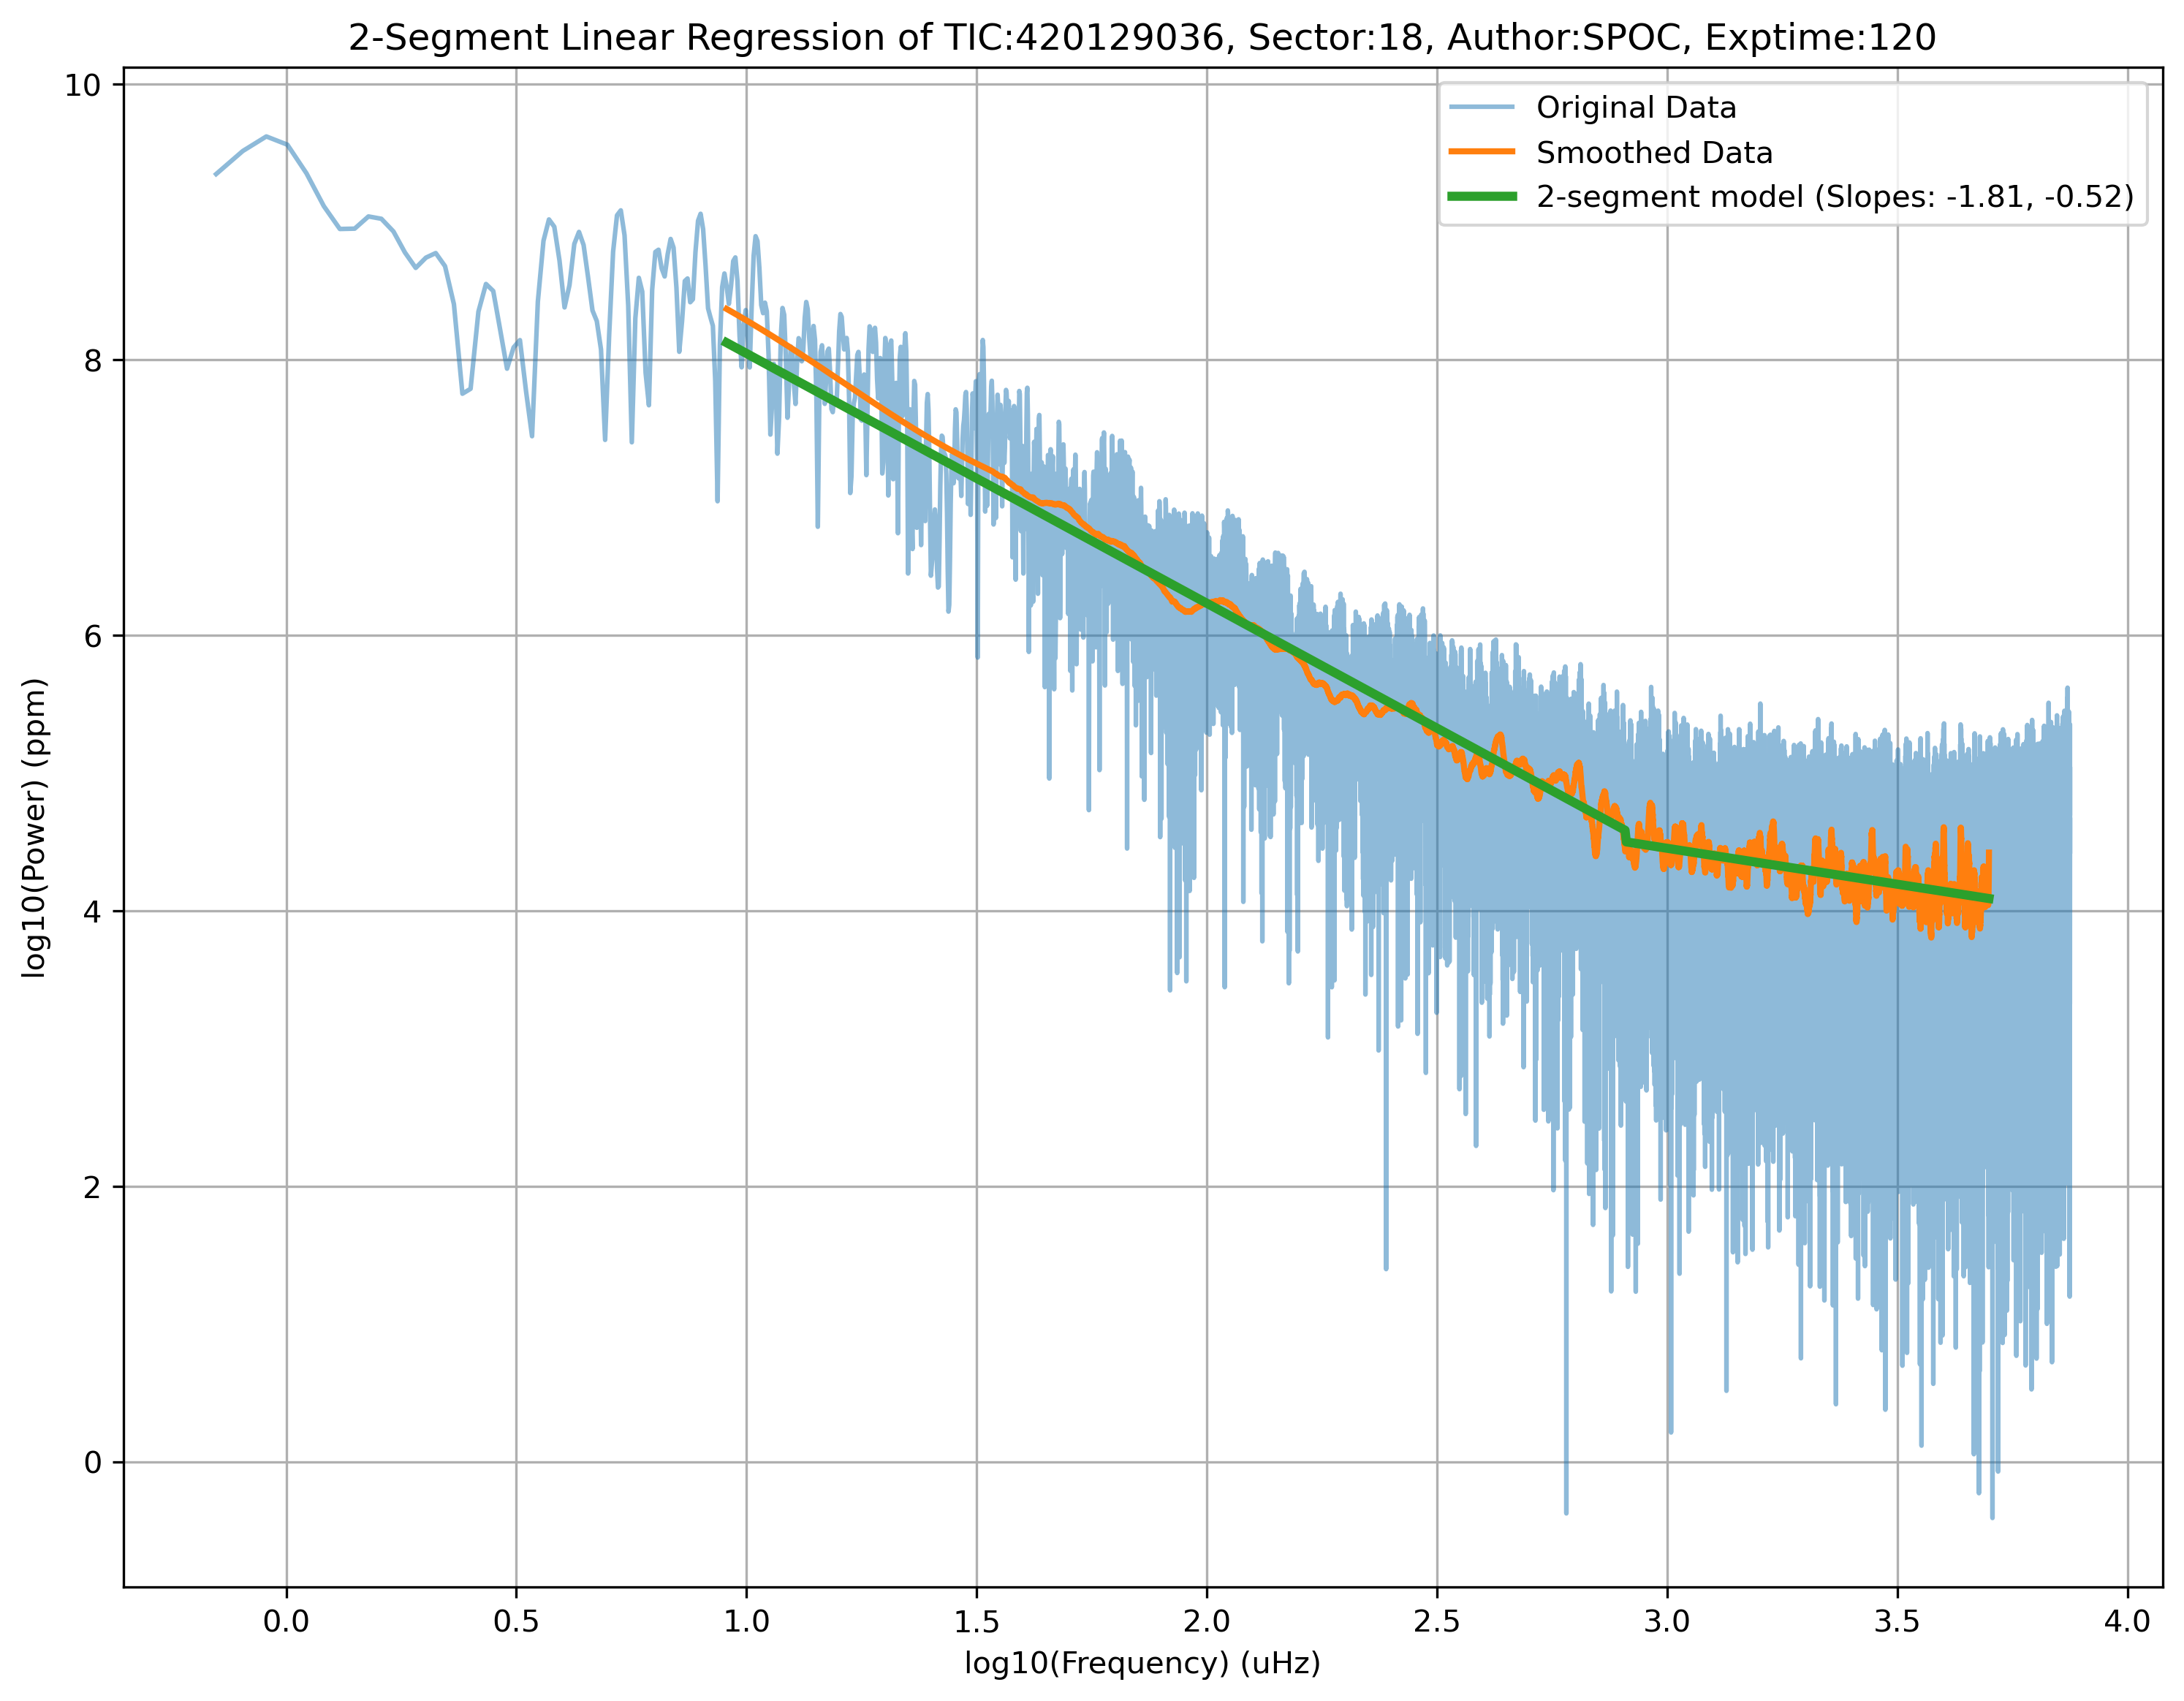 2-Segment Linear Regression of TIC:420129036, Sector:18, Author:SPOC, Exptime:120
Original Data
Smoothed Data
2-segment model (Slopes: -1.81, -0.52)
log10(Power) (ppm)
10
8
6
4
2
0
0.0 0.5 1.0 1.5 2.0 2.5 3.0 3.5 4.0
log10(Frequency) (uHz)